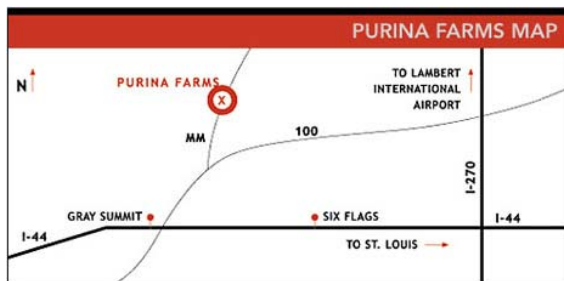 PURINA FARMS MAP
N
PURINA FARMS
X
TO LAMBERT
INTERNATIONAL
AIRPORT
MM
100
I-270
GRAY SUMMIT
SIX FLAGS
I-44
I-44
TO ST. LOUIS